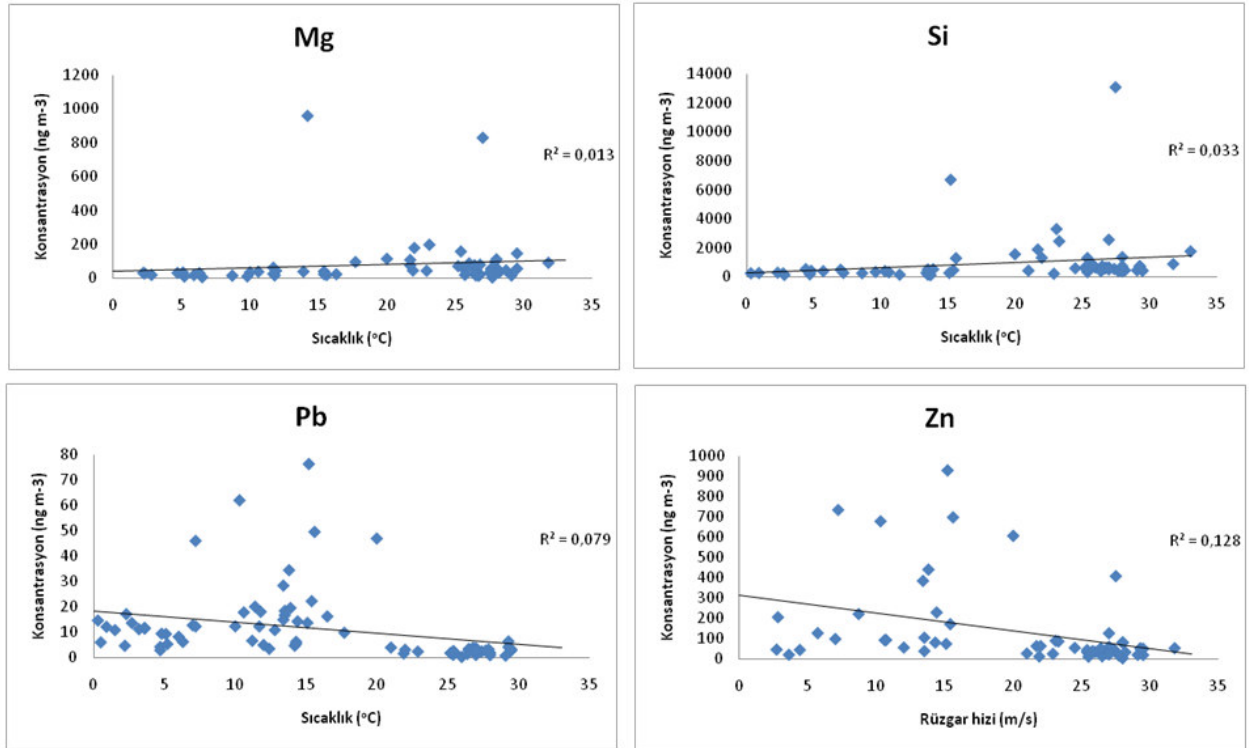 Mg
Konsantrasyon (ng m-3)
1200
1000
800
600
400
200
0
R² = 0,013
0 5 10 15 20 25 30 35
Sıcaklık (°C)
Si
Konsantrasyon (ng m-3)
14000
12000
10000
8000
6000
4000
2000
0
R² = 0,033
0 5 10 15 20 25 30 35
Sıcaklık (°C)
Pb
Konsantrasyon (ng m-3)
80
70
60
50
40
30
20
10
0
R² = 0,079
0 5 10 15 20 25 30 35
Sıcaklık (°C)
Zn
Konsantrasyon (ng m-3)
1000
900
800
700
600
500
400
300
200
100
0
R² = 0,128
0 5 10 15 20 25 30 35
Rüzgar hizi (m/s)